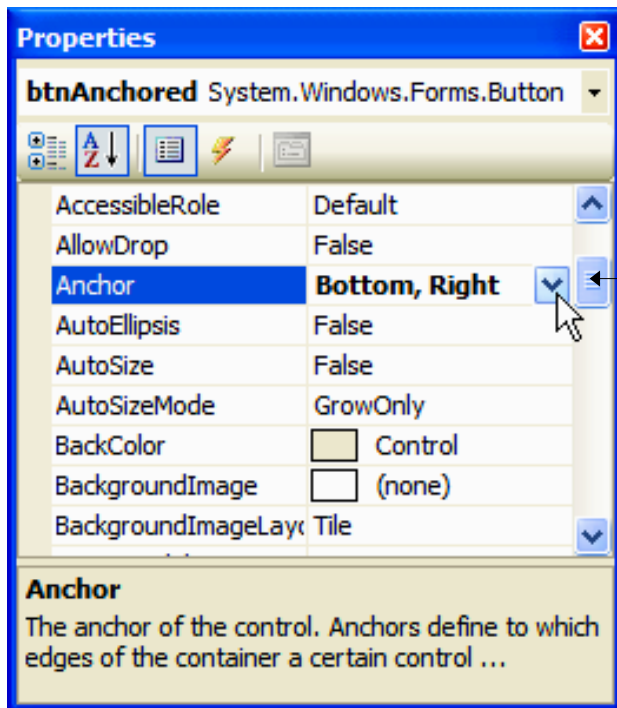 Properties
btnAnchored System.Windows.Forms.Button
A
Z
AccessibleRole Default
AllowDrop False
Anchor Bottom, Right
AutoEllipsis False
AutoSize False
AutoSizeMode GrowOnly
BackColor Control
BackgroundImage (none)
BackgroundImageLay Tile
Anchor
The anchor of the control. Anchors define to which
edges of the container a certain control ...